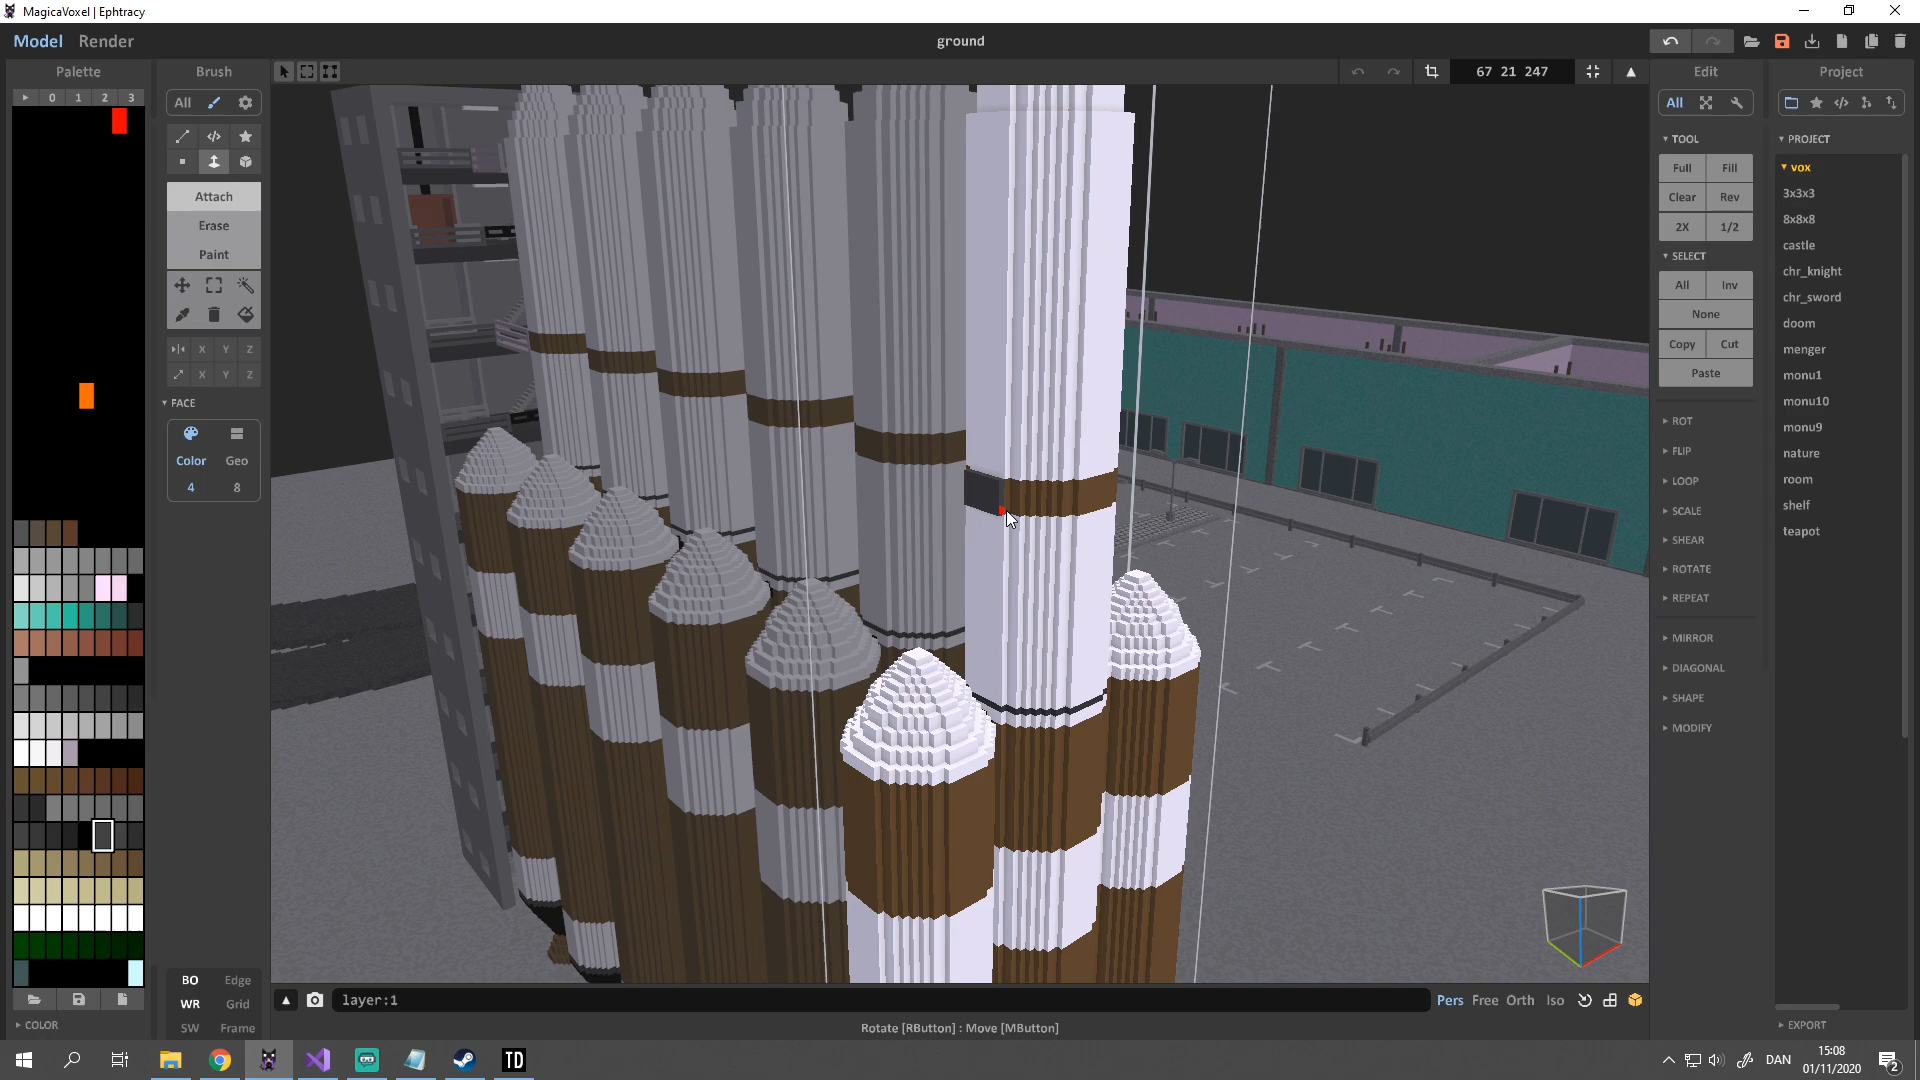 MagicaVoxel | Ephtracy
Model Render
ground
Palette
Brush
67 21 247
Edit
Project
0 1 2 3
All
All
TOOL
PROJECT
Full Fill
vox
Clear Rev
3x3x3
Attach
8x8x8
2X 1/2
Erase
castle
SELECT
Paint
chr_knight
All Inv
chr_sword
None
doom
Copy Cut
X Y Z
menger
Paste
X Y Z
monu1
FACE
monu10
ROT
monu9
Color Geo
FLIP
nature
4 8
LOOP
room
SCALE
shelf
SHEAR
teapot
ROTATE
REPEAT
MIRROR
DIAGONAL
SHAPE
MODIFY
BO Edge
WR Grid
SW Frame
layer:1
Pers Free Orth Iso
COLOR
Rotate [RButton] : Move [MButton]
EXPORT
TD
DAN
15:08
01/11/2020
2